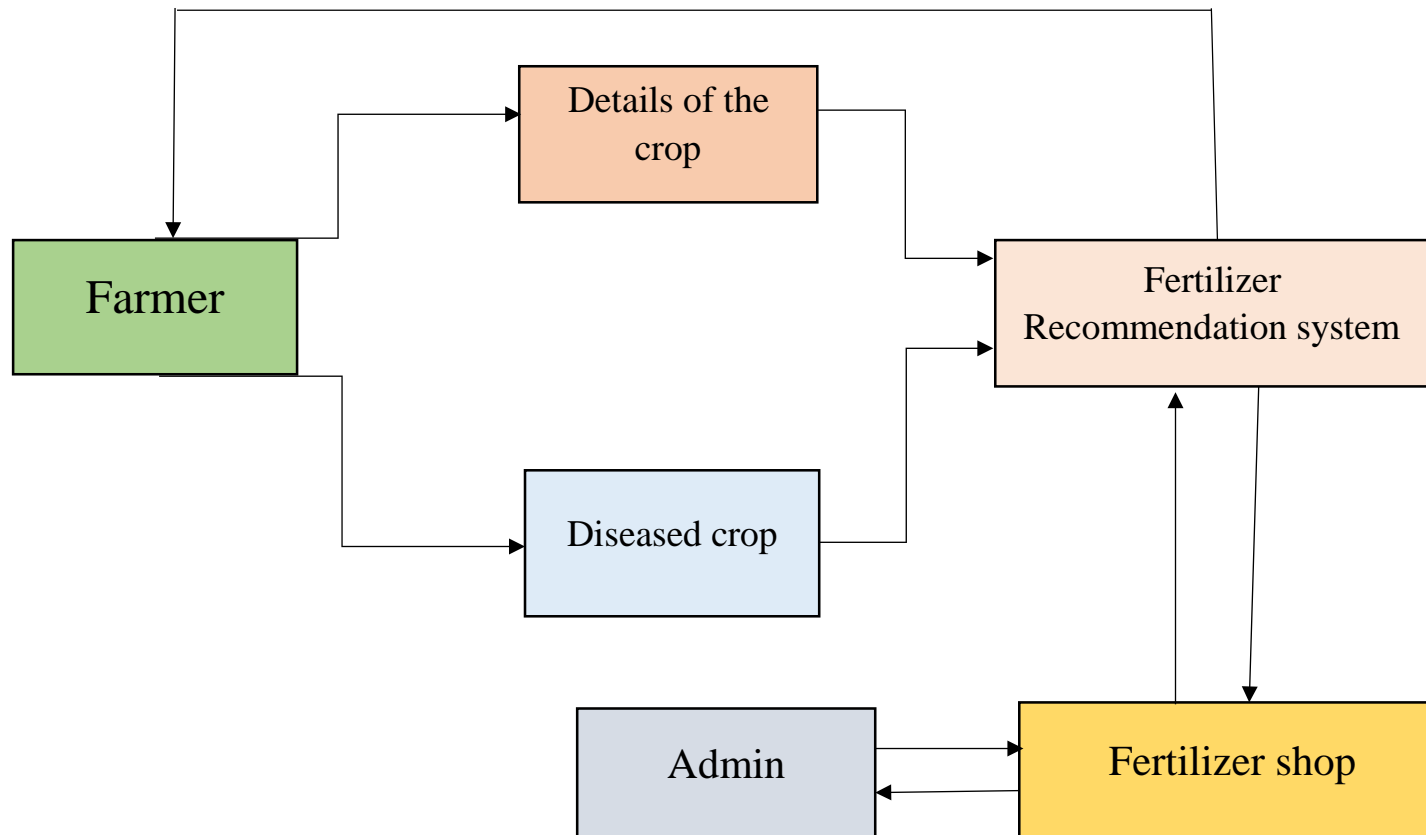 Details of the
crop
Farmer
Fertilizer
Recommendation system
Diseased crop
Admin
Fertilizer shop